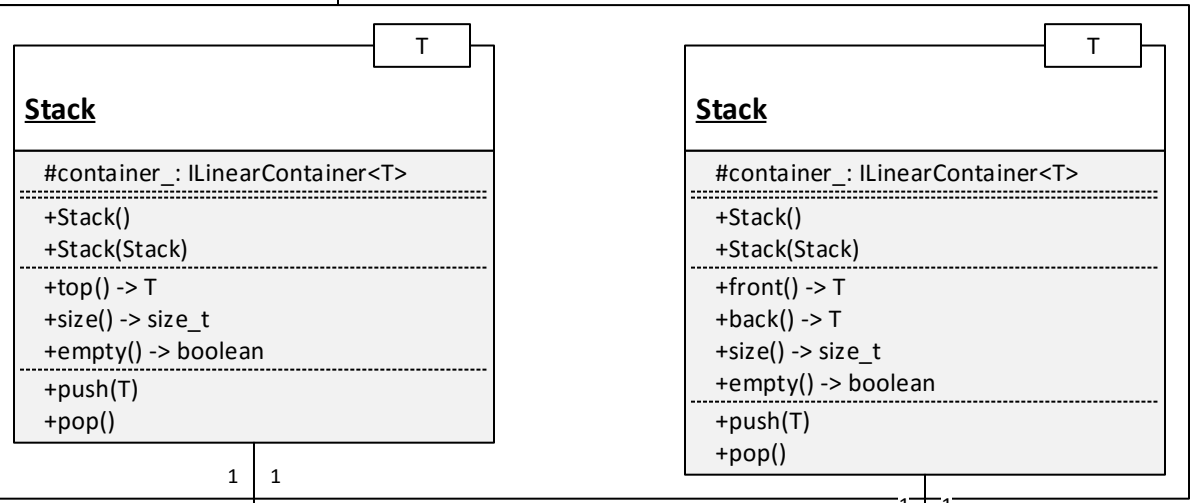 T
Stack
#container_: ILinearContainer<T>
+Stack()
+Stack(Stack)
+top() -> T
+size() -> size_t
+empty() -> boolean
+push(T)
+pop()
1 1
T
Stack
#container_: ILinearContainer<T>
+Stack()
+Stack(Stack)
+front() -> T
+back() -> T
+size() -> size_t
+empty() -> boolean
+push(T)
+pop()
1 1